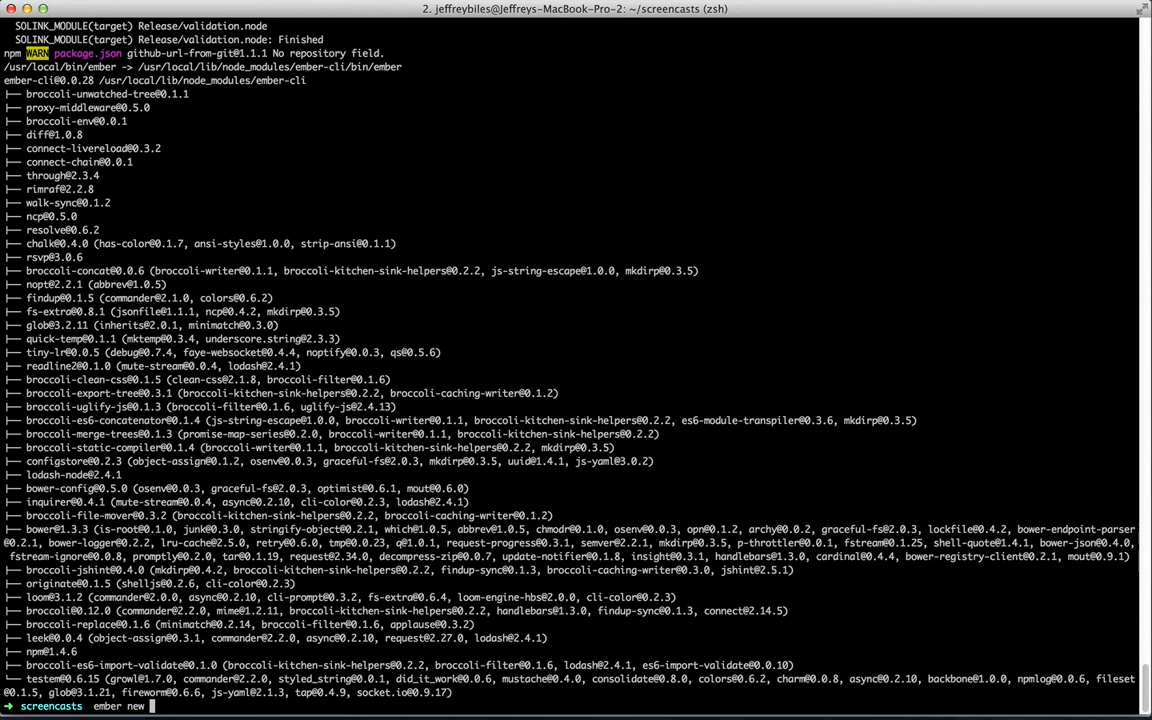 2. jeffreybiles@Jeffreys-MacBook-Pro-2: ~/screencasts (zsh)
SOLINK_MODULE(target) Release/validation.node
SOLINK_MODULE(target) Release/validation.node: Finished
npm WARN package.json github-url-from-git@1.1.1 No repository field.
/usr/local/bin/ember -> /usr/local/lib/node_modules/ember-cli/bin/ember
ember-cli@0.0.28 /usr/local/lib/node_modules/ember-cli
├── broccoli-unwatched-tree@0.1.1
├── proxy-middleware@0.5.0
├── broccoli-env@0.0.1
├── diff@1.0.8
├── connect-livereload@0.3.2
├── connect-chain@0.0.1
├── through@2.3.4
├── rimraf@2.2.8
├── walk-sync@0.1.2
├── ncp@0.5.0
├── resolve@0.6.2
├── chalk@0.4.0 (has-color@0.1.7, ansi-styles@1.0.0, strip-ansi@0.1.1)
├── rsvp@3.0.6
├── broccoli-concat@0.0.6 (broccoli-writer@0.1.1, broccoli-kitchen-sink-helpers@0.2.2, js-string-escape@1.0.0, mkdirp@0.3.5)
├── nopt@2.2.1 (abbrev@1.0.5)
├── findup@0.1.5 (commander@2.1.0, colors@0.6.2)
├── fs-extra@0.8.1 (jsonfile@1.1.1, ncp@0.4.2, mkdirp@0.3.5)
├── glob@3.2.11 (inherits@2.0.1, minimatch@0.3.0)
├── quick-temp@0.1.1 (mktemp@0.3.4, underscore.string@2.3.3)
├── tiny-lr@0.0.5 (debug@0.7.4, faye-websocket@0.4.4, noptify@0.0.3, qs@0.5.6)
├── readline2@0.1.0 (mute-stream@0.0.4, lodash@2.4.1)
├── broccoli-clean-css@0.1.5 (clean-css@2.1.8, broccoli-filter@0.1.6)
├── broccoli-export-tree@0.3.1 (broccoli-kitchen-sink-helpers@0.2.2, broccoli-caching-writer@0.1.2)
├── broccoli-uglify-js@0.1.3 (broccoli-filter@0.1.6, uglify-js@2.4.13)
├── broccoli-es6-concatenator@0.1.4 (js-string-escape@1.0.0, broccoli-writer@0.1.1, broccoli-kitchen-sink-helpers@0.2.2, es6-module-transpiler@0.3.6, mkdirp@0.3.5)
├── broccoli-merge-trees@0.1.3 (promise-map-series@0.2.0, broccoli-writer@0.1.1, broccoli-kitchen-sink-helpers@0.2.2)
├── broccoli-static-compiler@0.1.4 (broccoli-writer@0.1.1, broccoli-kitchen-sink-helpers@0.2.2, mkdirp@0.3.5)
├── configstore@0.2.3 (object-assign@0.1.2, osenv@0.0.3, graceful-fs@2.0.3, mkdirp@0.3.5, uuid@1.4.1, js-yaml@3.0.2)
├── lodash-node@2.4.1
├── bower-config@0.5.0 (osenv@0.0.3, graceful-fs@2.0.3, optimist@0.6.1, mout@0.6.0)
├── inquirer@0.4.1 (mute-stream@0.0.4, async@0.2.10, cli-color@0.2.3, lodash@2.4.1)
├── broccoli-file-mover@0.3.2 (broccoli-kitchen-sink-helpers@0.2.2, broccoli-caching-writer@0.1.2)
├── bower@1.3.3 (is-root@0.1.0, junk@0.3.0, stringify-object@0.2.1, which@1.0.5, abbrev@1.0.5, chmodr@0.1.0, osenv@0.0.3, opn@0.1.2, archy@0.0.2, graceful-fs@2.0.3, lockfile@0.4.2, bower-endpoint-parser
@0.2.1, bower-logger@0.2.2, lru-cache@2.5.0, retry@0.6.0, tmp@0.0.23, q@1.0.1, request-progress@0.3.1, semver@2.2.1, mkdirp@0.3.5, p-throttler@0.0.1, fstream@0.1.25, shell-quote@1.4.1, bower-json@0.4.0,
fstream-ignore@0.0.8, promptly@0.2.0, tar@0.1.19, request@2.34.0, decompress-zip@0.0.7, update-notifier@0.1.8, insight@0.3.1, handlebars@1.3.0, cardinal@0.4.4, bower-registry-client@0.2.1, mout@0.9.1)
├── broccoli-jshint@0.4.0 (mkdirp@0.4.2, broccoli-kitchen-sink-helpers@0.2.2, findup-sync@0.1.3, broccoli-caching-writer@0.3.0, jshint@2.5.1)
├── originate@0.1.5 (shelljs@0.2.6, cli-color@0.2.3)
├── loom@3.1.2 (commander@2.0.0, async@0.2.10, cli-prompt@0.3.2, fs-extra@0.6.4, loom-engine-hbs@2.0.0, cli-color@0.2.3)
├── broccoli@0.12.0 (commander@2.2.0, mime@1.2.11, broccoli-kitchen-sink-helpers@0.2.2, handlebars@1.3.0, findup-sync@0.1.3, connect@2.14.5)
├── broccoli-replace@0.1.6 (minimatch@0.2.14, broccoli-filter@0.1.6, applause@0.3.2)
├── leek@0.0.4 (object-assign@0.3.1, commander@2.2.0, async@0.2.10, request@2.27.0, lodash@2.4.1)
├── npm@1.4.6
├── broccoli-es6-import-validate@0.1.0 (broccoli-kitchen-sink-helpers@0.2.2, broccoli-filter@0.1.6, lodash@2.4.1, es6-import-validate@0.0.10)
└── testem@0.6.15 (growl@1.7.0, commander@2.2.0, styled_string@0.0.1, did_it_work@0.0.6, mustache@0.4.0, consolidate@0.8.0, colors@0.6.2, charm@0.0.8, async@0.2.10, backbone@1.0.0, npmlog@0.0.6, fileset
@0.1.5, glob@3.1.21, fireworm@0.6.6, js-yaml@2.1.3, tap@0.4.9, socket.io@0.9.17)
➜ screencasts ember new